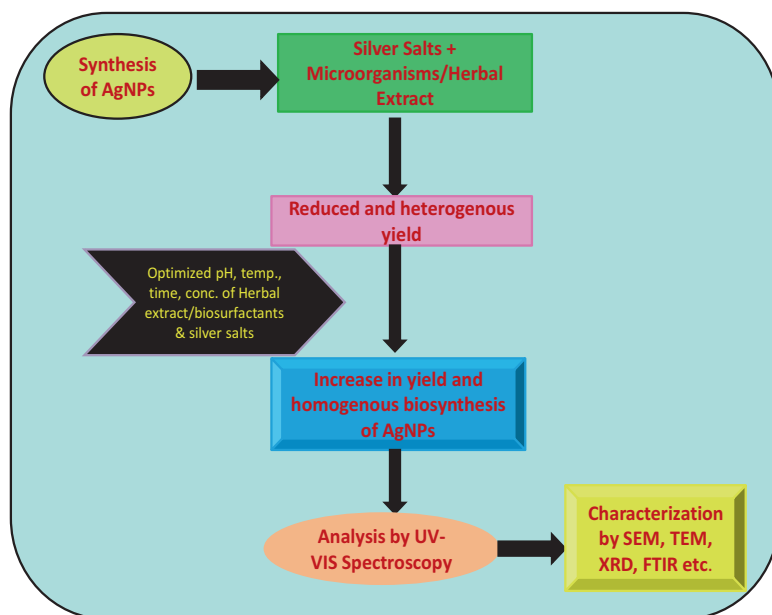 Synthesis
of AgNPs
Silver Salts +
Microorganisms/Herbal
Extract
Reduced and heterogenous
yield
Optimized pH, temp.,
time, conc. of Herbal
extract/biosurfactants
& silver salts
Increase in yield and
homogenous biosynthesis
of AgNPs
Analysis by UV-
VIS Spectroscopy
Characterization
by SEM, TEM,
XRD, FTIR etc.